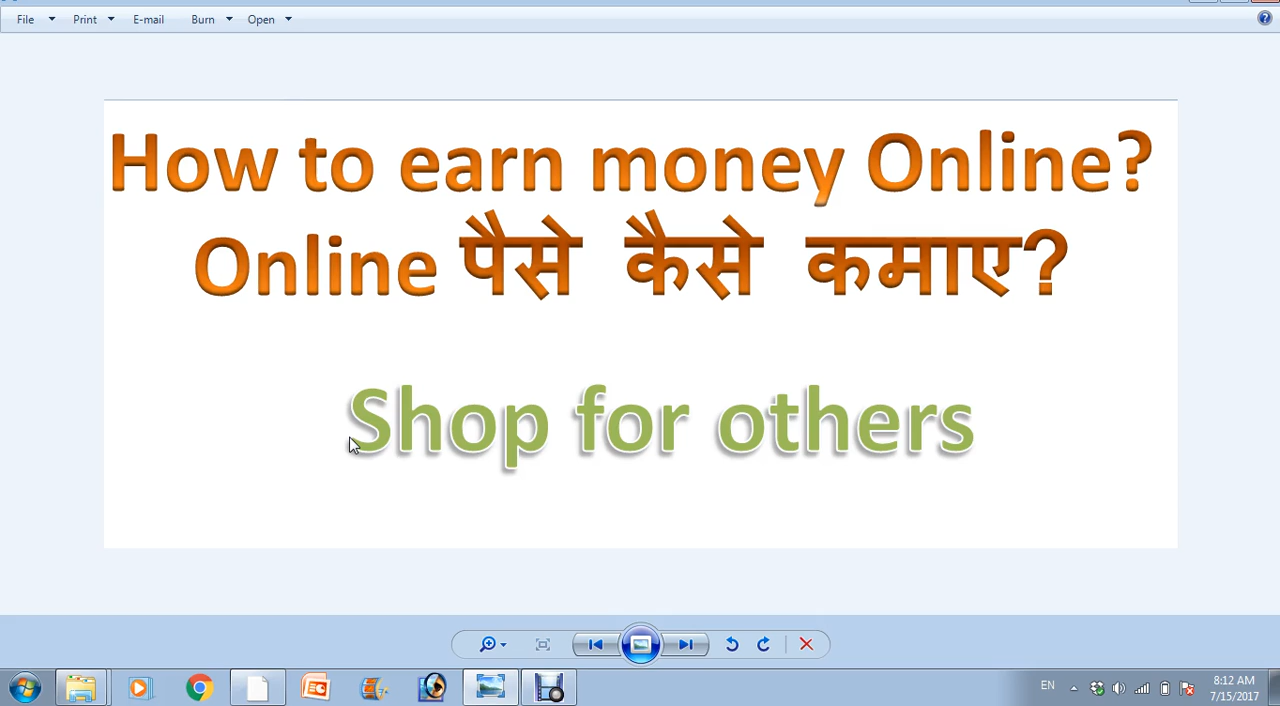 File Print E-mail Burn Open
How to earn money Online?
Online पैसे कैसे कमाए?
Shop for others
EN 8:12 AM
7/15/2017